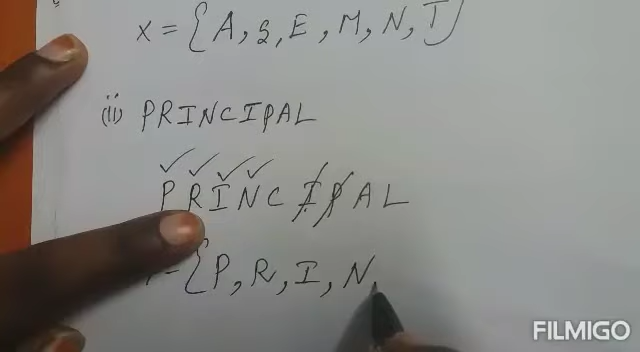 X = {A, S, E, M, N, T}
(ii) PRINCIPAL
PRINCIPAL
= {P, R, I, N,
FILMIGO